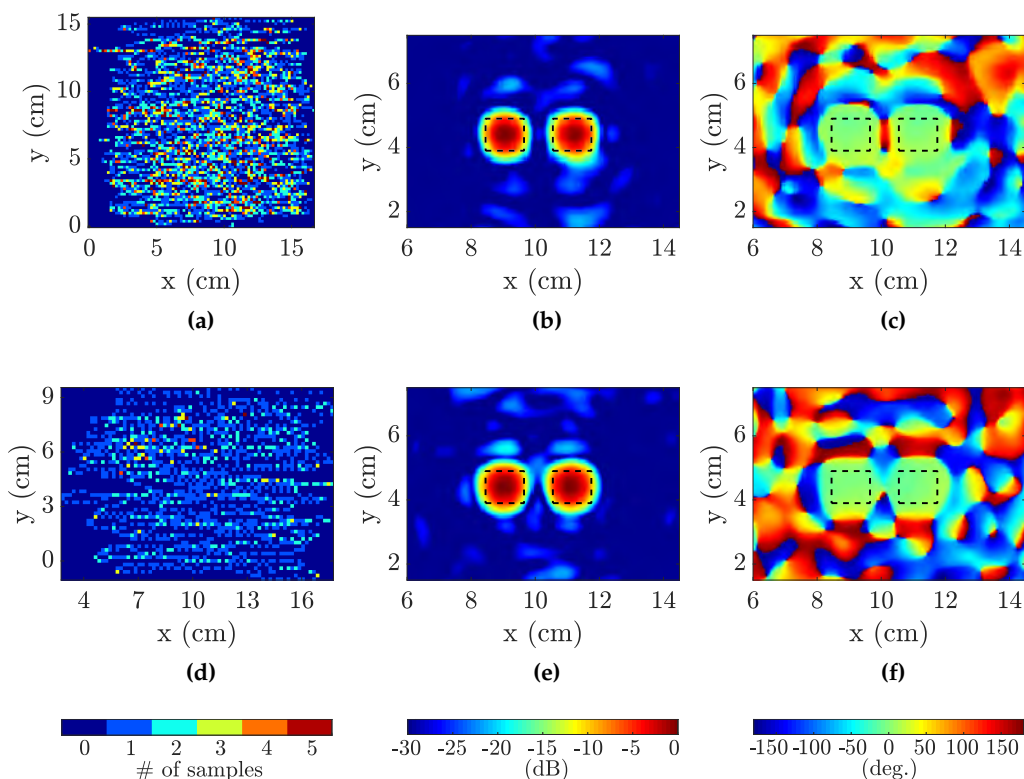 15
10
5
0
y (cm)
0 5 10 15
x (cm)
(a)
6
4
2
y (cm)
6 8 10 12 14
x (cm)
(b)
6
4
2
y (cm)
6 8 10 12 14
x (cm)
(c)
9
6
3
0
y (cm)
4 7 10 13 16
x (cm)
(d)
6
4
2
y (cm)
6 8 10 12 14
x (cm)
(e)
6
4
2
y (cm)
6 8 10 12 14
x (cm)
(f)
0 1 2 3 4 5
# of samples
-30 -25 -20 -15 -10 -5 0
(dB)
-150 -100 -50 0 50 100 150
(deg.)